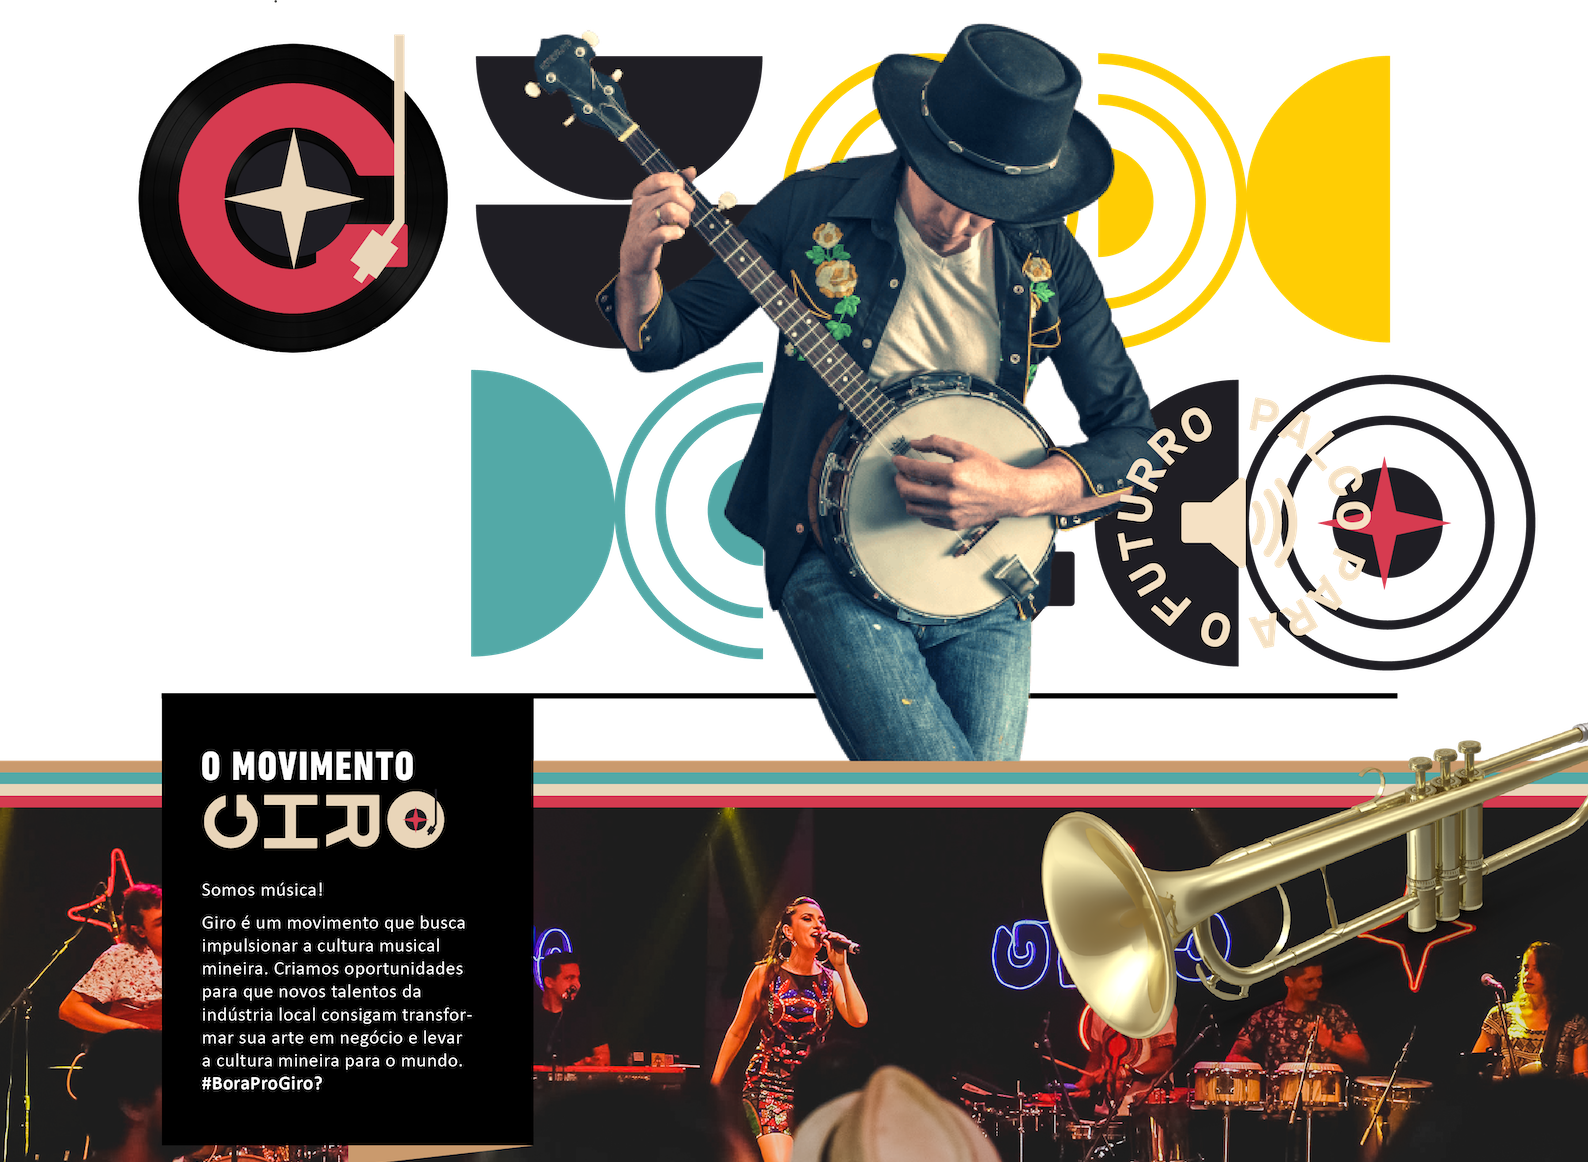 O FUTURRO
PALCO PARA
O MOVIMENTO
GIRO
Somos música!
Giro é um movimento que busca
impulsionar a cultura musical
mineira. Criamos oportunidades
para que novos talentos da
indústria local consigam transfor-
mar sua arte em negócio e levar
a cultura mineira para o mundo.
#BoraProGiro?